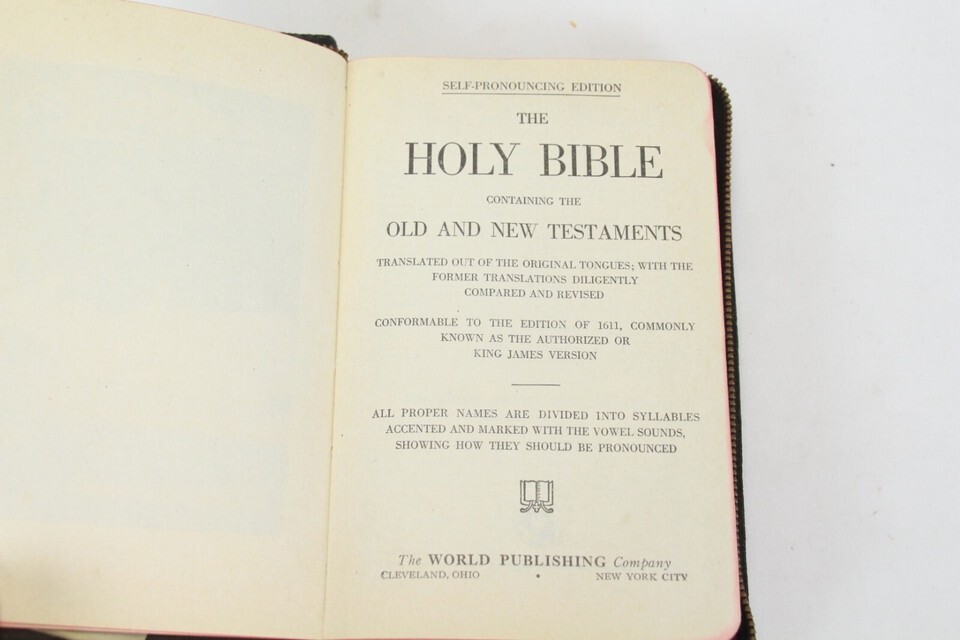 SELF-PRONOUNCING EDITION
THE
HOLY BIBLE
CONTAINING THE
OLD AND NEW TESTAMENTS
TRANSLATED OUT OF THE ORIGINAL TONGUES; WITH THE
FORMER TRANSLATIONS DILIGENTLY
COMPARED AND REVISED
CONFORMABLE TO THE EDITION OF 1611, COMMONLY
KNOWN AS THE AUTHORIZED OR
KING JAMES VERSION
ALL PROPER NAMES ARE DIVIDED INTO SYLLABLES
ACCENTED AND MARKED WITH THE VOWEL SOUNDS,
SHOWING HOW THEY SHOULD BE PRONOUNCED
The WORLD PUBLISHING Company
CLEVELAND, OHIO • NEW YORK CITY